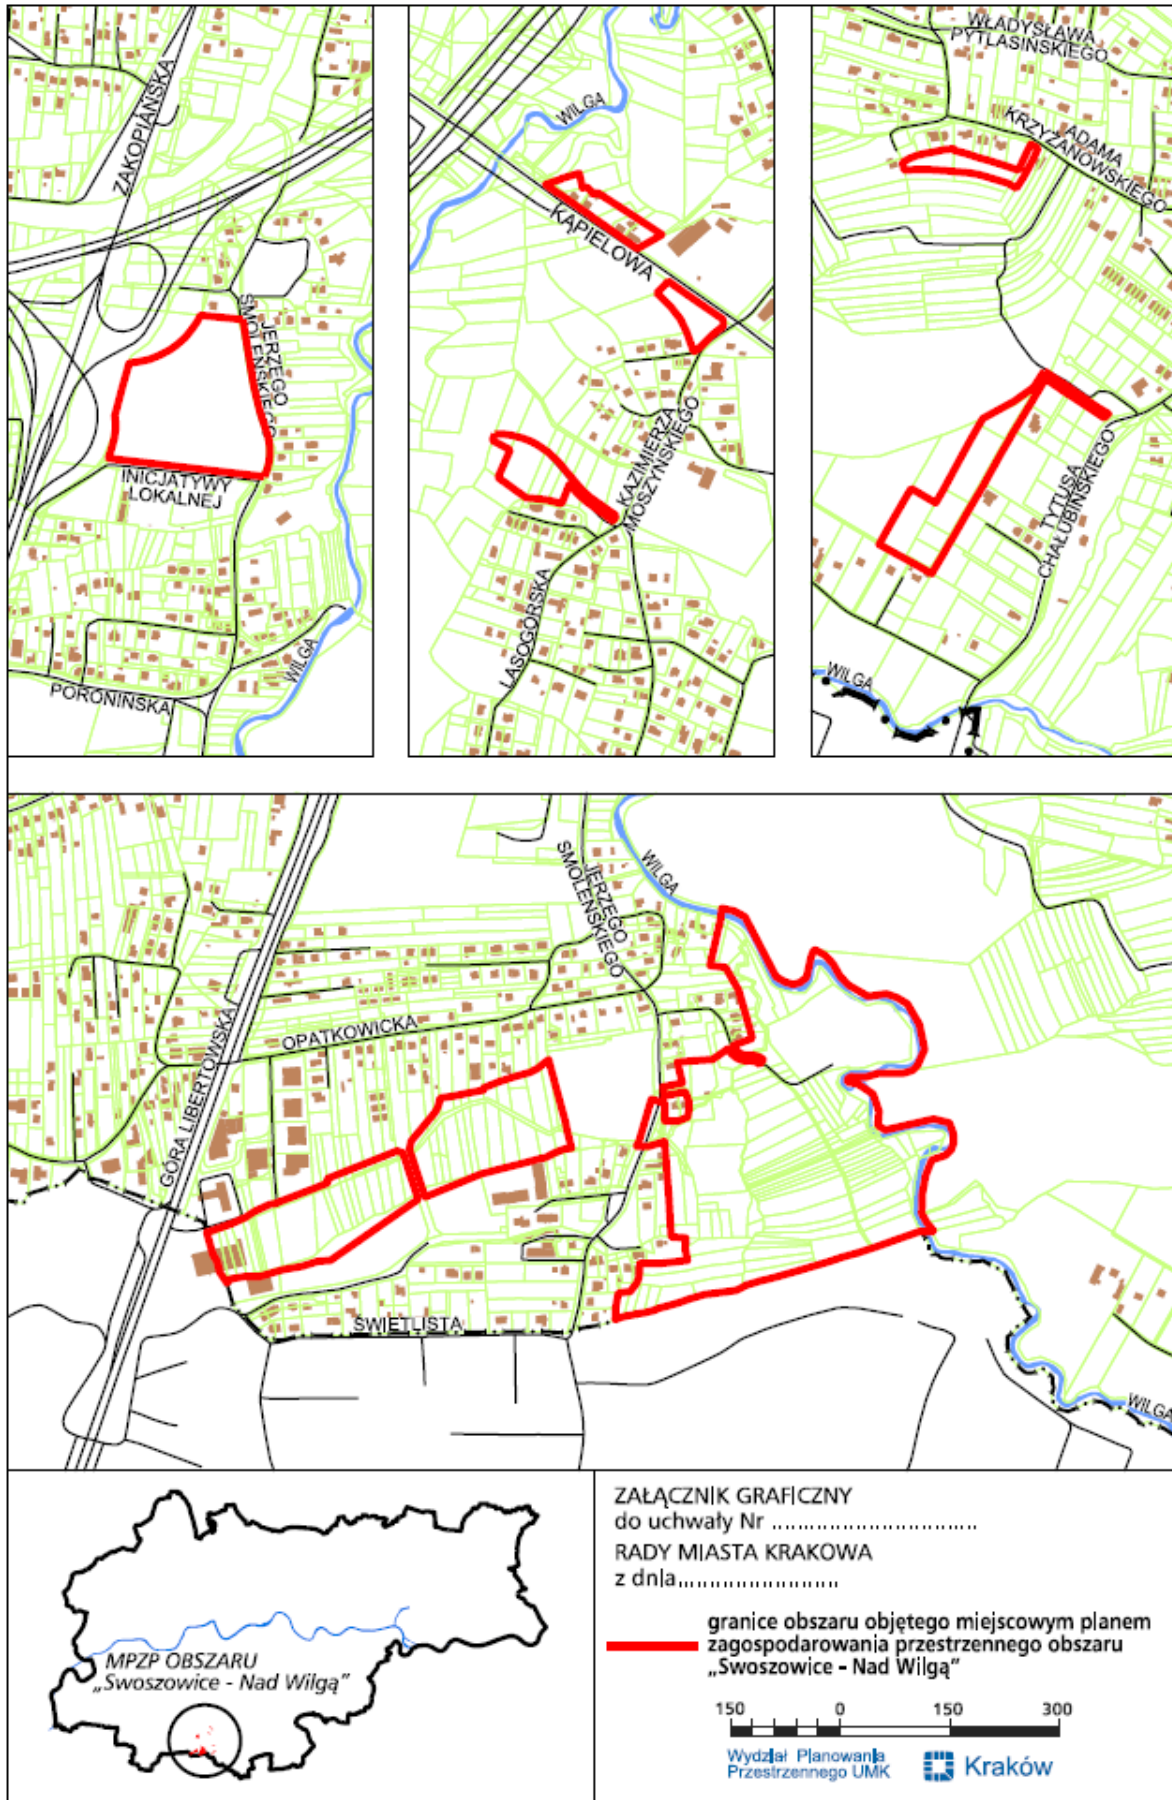 ZAKOPIAŃSKA
JERZEGO
SMOLEŃSKIEGO
INICJATYWY
LOKALNEJ
WILGA
PORONIŃSKA
WILGA
KĄPIELOWA
KAZIMIERZA
MOSZYŃSKIEGO
LASOGÓRSKA
WŁADYSŁAWA
PYTLASIŃSKIEGO
ADAMA
KRZYŻANOWSKIEGO
TYTUSA
CHAŁUBIŃSKIEGO
WILGA
JERZEGO
SMOLEŃSKIEGO
WILGA
OPATKOWICKA
GÓRA LIBERTOWSKA
ŚWIETLISTA
WILGA
MPZP OBSZARU
„Swoszowice - Nad Wilgą”
ZAŁĄCZNIK GRAFICZNY
do uchwały Nr ................................
RADY MIASTA KRAKOWA
z dnia.........................
granice obszaru objętego miejscowym planem
zagospodarowania przestrzennego obszaru
„Swoszowice - Nad Wilgą”
150 0 150 300
Wydział Planowania
Przestrzennego UMK
Kraków